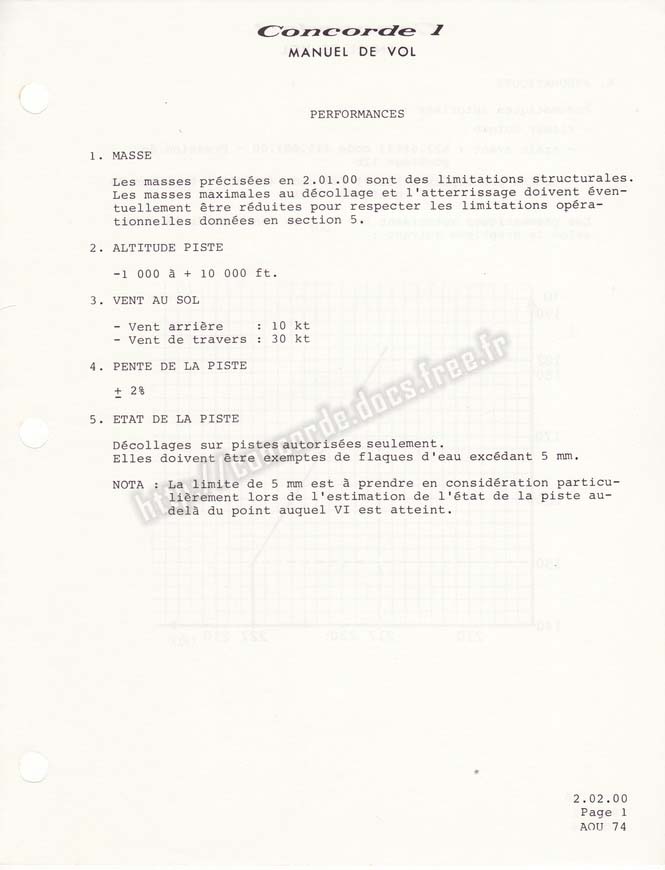 Concorde 1
MANUEL DE VOL
PERFORMANCES
1. MASSE
Les masses précisées en 2.01.00 sont des limitations structurales.
Les masses maximales au décollage et l'atterrissage doivent éven-
tuellement être réduites pour respecter les limitations opéra-
tionnelles données en section 5.
2. ALTITUDE PISTE
-1 000 à + 10 000 ft.
3. VENT AU SOL
- Vent arrière : 10 kt
- Vent de travers : 30 kt
4. PENTE DE LA PISTE
± 2%
5. ETAT DE LA PISTE
Décollages sur pistes autorisées seulement.
Elles doivent être exemptes de flaques d'eau excédant 5 mm.
NOTA : La limite de 5 mm est à prendre en considération particu-
lièrement lors de l'estimation de l'état de la piste au-
delà du point auquel VI est atteint.
http://concorde.docs.free.fr
2.02.00
Page 1
AOU 74